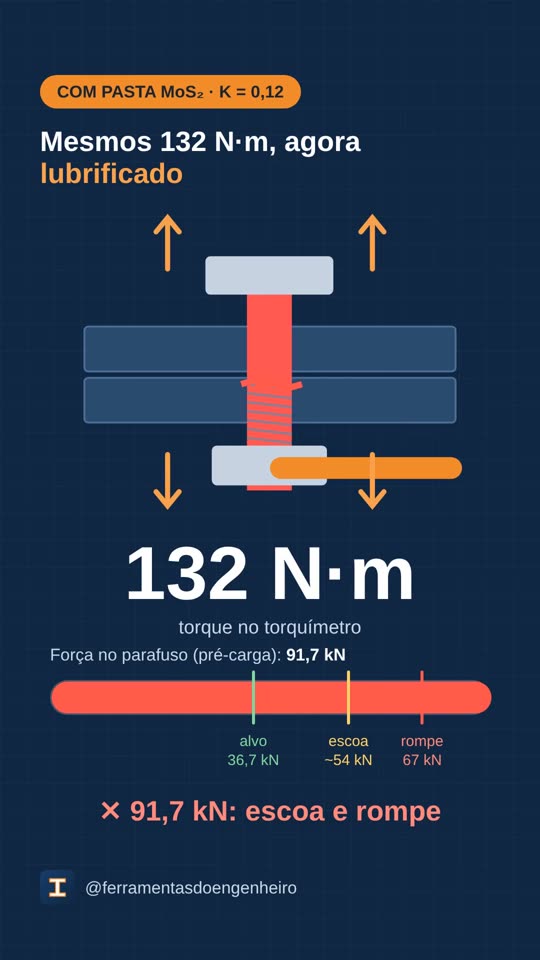 COM PASTA MoS₂ · K = 0,12
Mesmos 132 N·m, agora
lubrificado
132 N·m
torque no torquímetro
Força no parafuso (pré-carga): 91,7 kN
alvo escoa rompe
36,7 kN ~54 kN 67 kN
✕ 91,7 kN: escoa e rompe
@ferramentasdoengenheiro